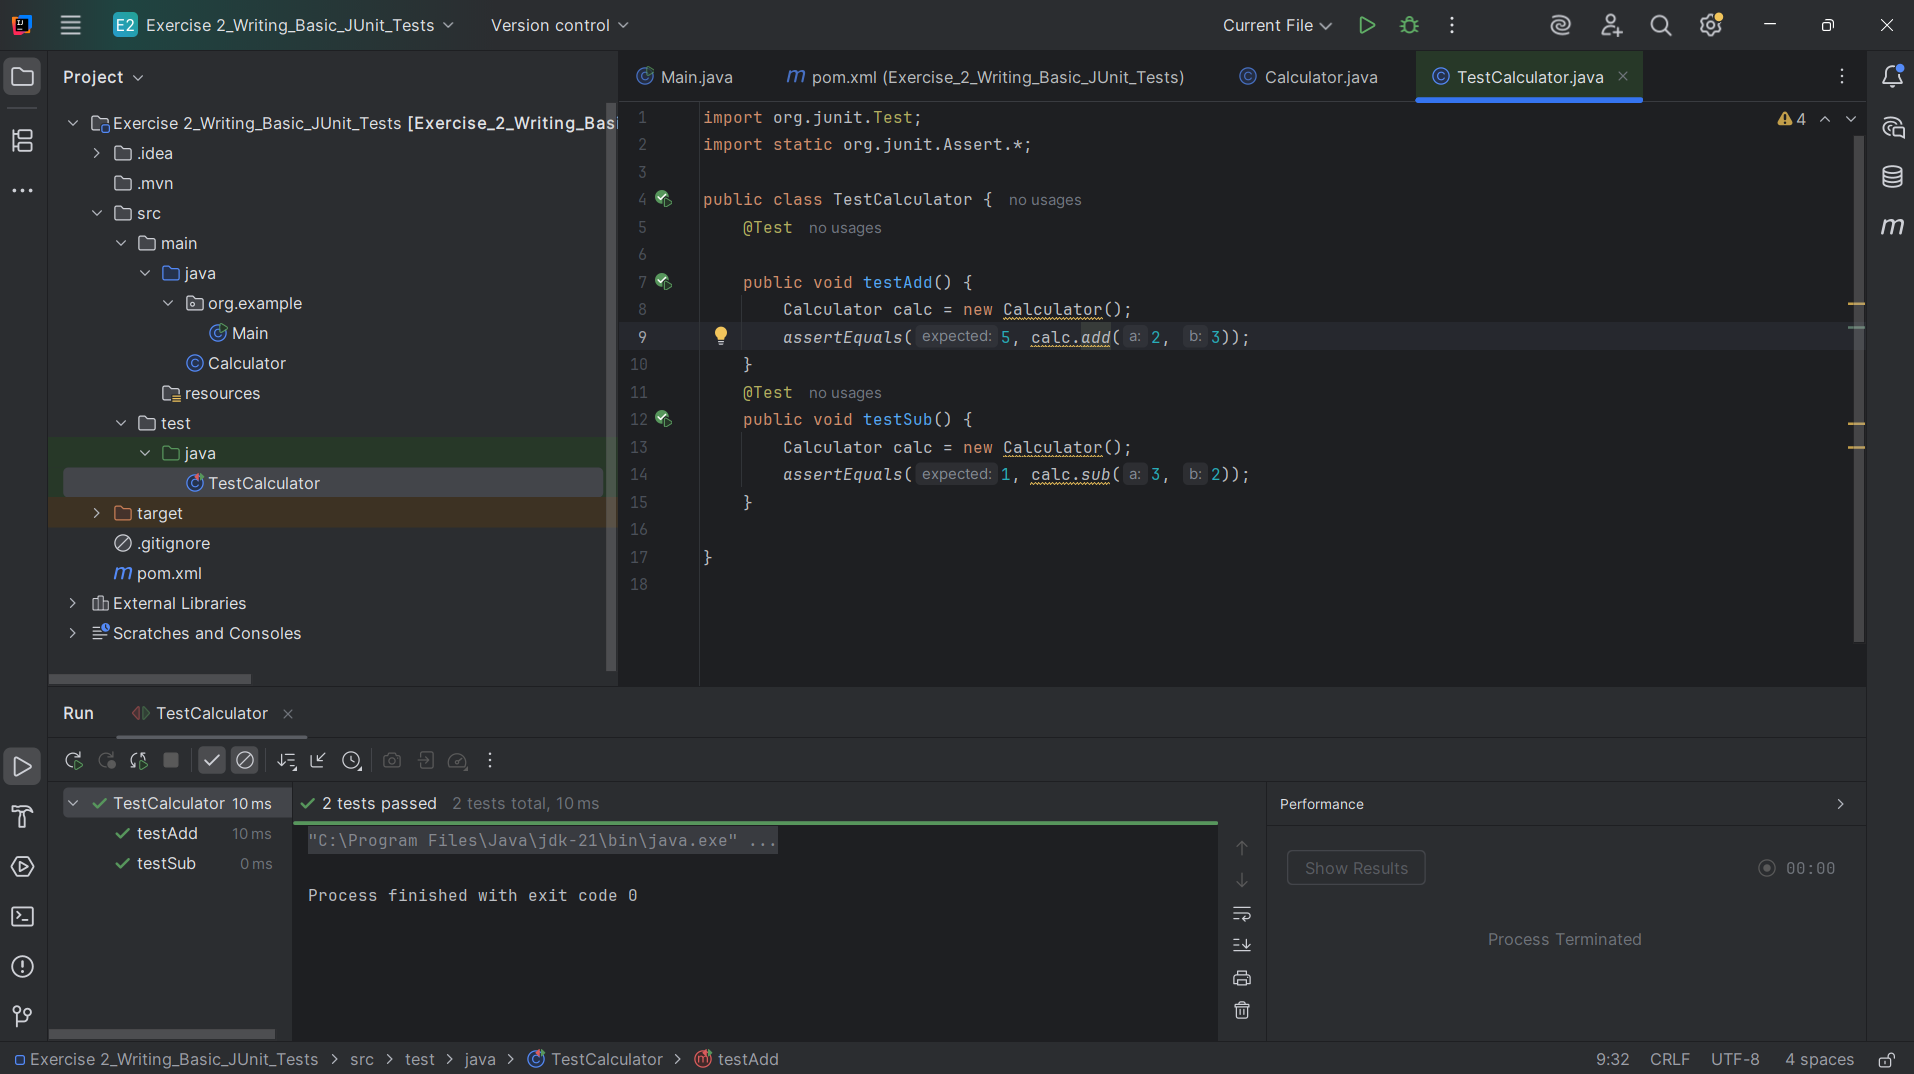 E2 Exercise 2_Writing_Basic_JUnit_Tests Version control Current File
Project
Exercise 2_Writing_Basic_JUnit_Tests [Exercise_2_Writing_Basi
.idea
.mvn
src
main
java
org.example
Main
Calculator
resources
test
java
TestCalculator
target
.gitignore
pom.xml
External Libraries
Scratches and Consoles
Main.java pom.xml (Exercise_2_Writing_Basic_JUnit_Tests) Calculator.java TestCalculator.java
4
1 import org.junit.Test;
2 import static org.junit.Assert.*;
3
4 public class TestCalculator { no usages
5 @Test no usages
6
7 public void testAdd() {
8 Calculator calc = new Calculator();
9 assertEquals( expected: 5, calc.add( a: 2, b: 3));
10 }
11 @Test no usages
12 public void testSub() {
13 Calculator calc = new Calculator();
14 assertEquals( expected: 1, calc.sub( a: 3, b: 2));
15 }
16
17 }
18
m
Run TestCalculator
TestCalculator 10 ms
testAdd 10 ms
testSub 0 ms
2 tests passed 2 tests total, 10 ms
"C:\Program Files\Java\jdk-21\bin\java.exe" ...
Process finished with exit code 0
Performance
Show Results 00:00
Process Terminated
Exercise 2_Writing_Basic_JUnit_Tests > src > test > java > TestCalculator > testAdd 9:32 CRLF UTF-8 4 spaces